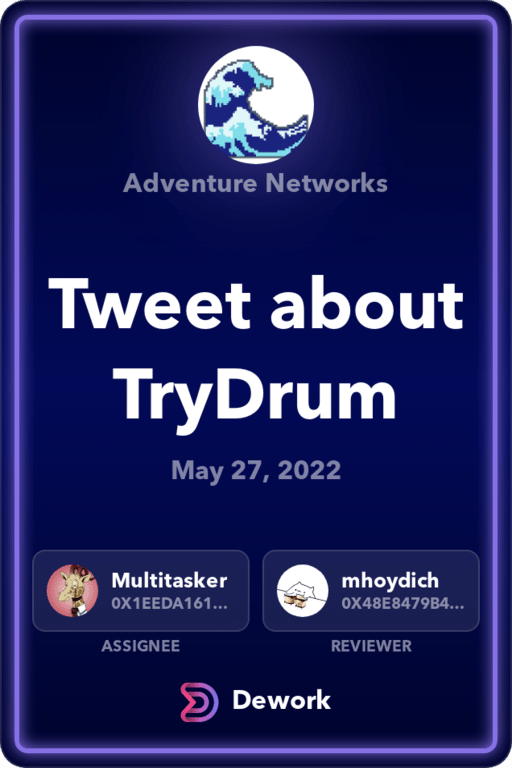 Adventure Networks
Tweet about
TryDrum
May 27, 2022
Multitasker
0X1EEDA161...
ASSIGNEE
mhoydich
0X48E8479B4...
REVIEWER
Dework